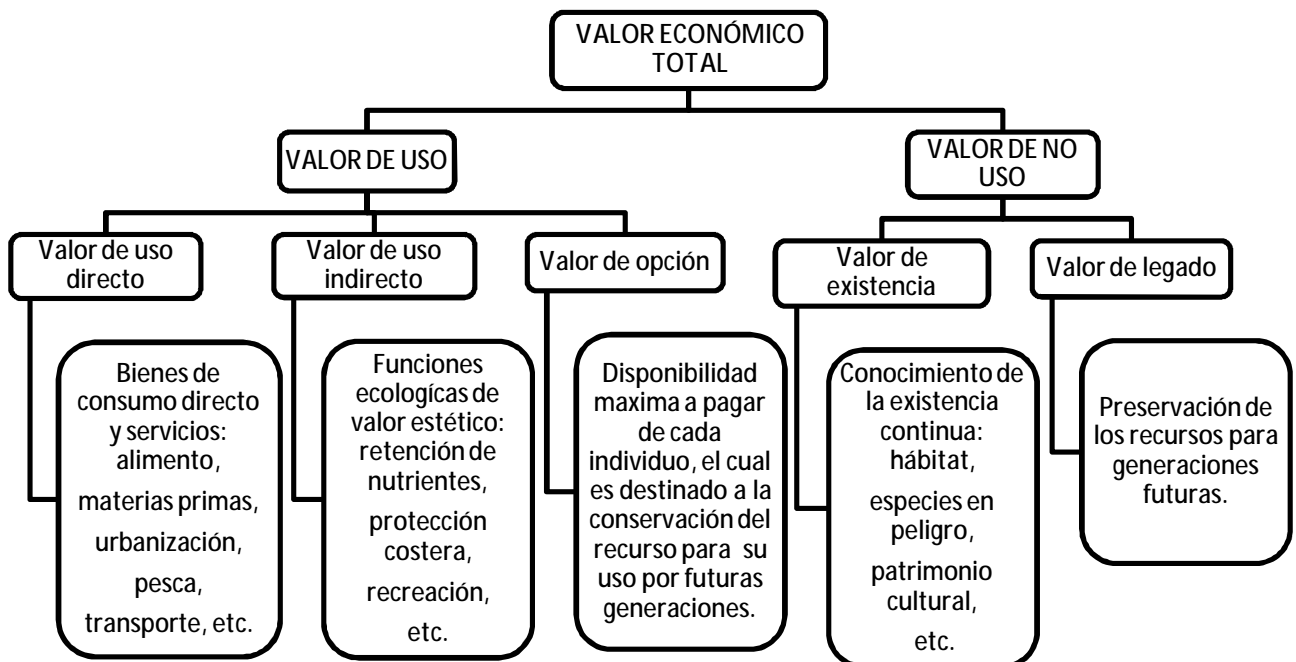 VALOR ECONÓMICO
TOTAL
VALOR DE USO
VALOR DE NO
USO
Valor de uso
directo
Valor de uso
indirecto
Valor de opción
Valor de
existencia
Valor de legado
Bienes de
consumo directo
y servicios:
alimento,
materias primas,
urbanización,
pesca,
transporte, etc.
Funciones
ecologícas de
valor estético:
retención de
nutrientes,
protección
costera,
recreación,
etc.
Disponibilidad
maxima a pagar
de cada
individuo, el cual
es destinado a la
conservación del
recurso para su
uso por futuras
generaciones.
Conocimiento de
la existencia
continua:
hábitat,
especies en
peligro,
patrimonio
cultural,
etc.
Preservación de
los recursos para
generaciones
futuras.